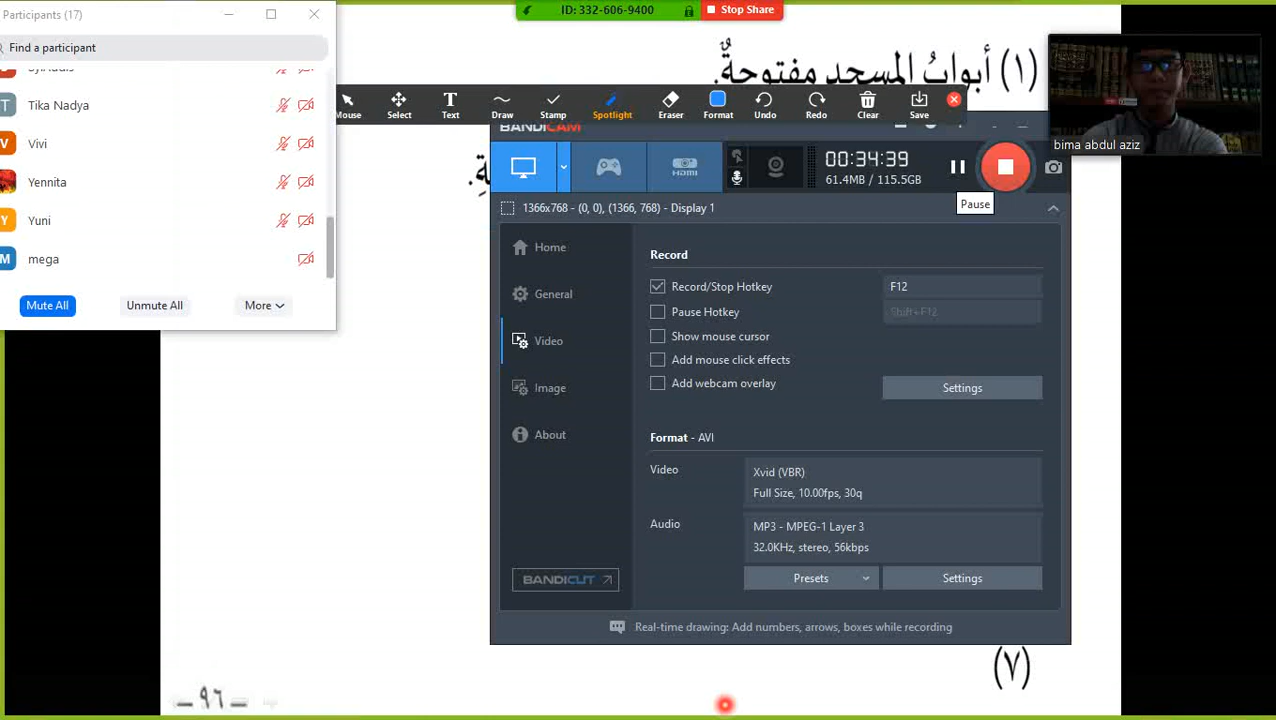 Participants (17)
Find a participant
Tika Nadya
Vivi
Yennita
Yuni
mega
Mute All
Unmute All
More
ID: 332-606-9400
Stop Share
(١) أبوابُ المسجدِ مفتوحةٌ.
Mouse
Select
Text
Draw
Stamp
Spotlight
Eraser
Format
Undo
Redo
Clear
Save
bima abdul aziz
BANDICAM
HDMI
00:34:39
61.4MB / 115.5GB
Pause
1366x768 - (0, 0), (1366, 768) - Display 1
Home
General
Video
Image
About
BANDICUT
Record
Record/Stop Hotkey
F12
Pause Hotkey
Shift+F12
Show mouse cursor
Add mouse click effects
Add webcam overlay
Settings
Format - AVI
Video
Xvid (VBR)
Full Size, 10.00fps, 30q
Audio
MP3 - MPEG-1 Layer 3
32.0KHz, stereo, 56kbps
Presets
Settings
Real-time drawing: Add numbers, arrows, boxes while recording
(٧)
– ٩٦ –